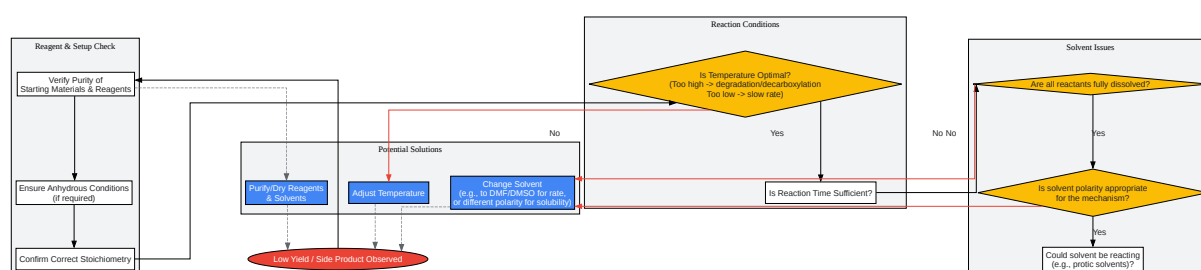 Reaction Conditions
Reagent & Setup Check
Solvent Issues
Verify Purity of
Starting Materials & Reagents
Is Temperature Optimal?
(Too high -> degradation/decarboxylation
Too low -> slow rate)
Are all reactants fully dissolved?
No
Yes
No No
Yes
Potential Solutions
Ensure Anhydrous Conditions
(if required)
Purify/Dry Reagents
& Solvents
Adjust Temperature
Change Solvent
(e.g., to DMF/DMSO for rate,
or different polarity for solubility)
Is Reaction Time Sufficient?
Is solvent polarity appropriate
for the mechanism?
Yes
Confirm Correct Stoichiometry
Low Yield / Side Product Observed
Could solvent be reacting
(e.g., protic solvents)?